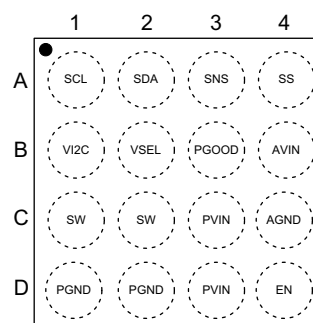 1 2 3 4
A SCL SDA SNS SS
B VI2C VSEL PGOOD AVIN
C SW SW PVIN AGND
D PGND PGND PVIN EN